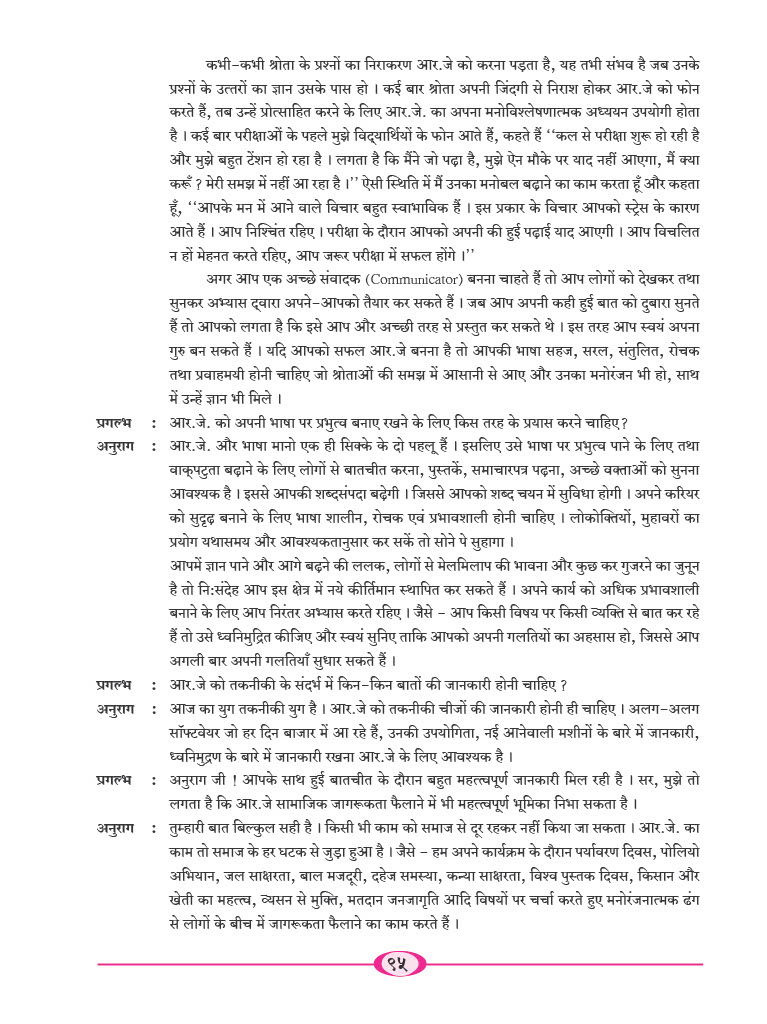 कभी-कभी श्रोता के प्रश्नों का निराकरण आर.जे को करना पड़ता है, यह तभी संभव है जब उनके
प्रश्नों के उत्तरों का ज्ञान उसके पास हो । कई बार श्रोता अपनी जिंदगी से निराश होकर आर.जे को फोन
करते हैं, तब उन्हें प्रोत्साहित करने के लिए आर.जे. का अपना मनोविश्लेषणात्मक अध्ययन उपयोगी होता
है । कई बार परीक्षाओं के पहले मुझे विद्यार्थियों के फोन आते हैं, कहते हैं ‘‘कल से परीक्षा शुरू हो रही है
और मुझे बहुत टेंशन हो रहा है । लगता है कि मैंने जो पढ़ा है, मुझे ऐन मौके पर याद नहीं आएगा, मैं क्या
करूँ ? मेरी समझ में नहीं आ रहा है ।’’ ऐसी स्थिति में मैं उनका मनोबल बढ़ाने का काम करता हूँ और कहता
हूँ, ‘‘आपके मन में आने वाले विचार बहुत स्वाभाविक हैं । इस प्रकार के विचार आपको स्ट्रेस के कारण
आते हैं । आप निश्चिंत रहिए । परीक्षा के दौरान आपको अपनी की हुई पढ़ाई याद आएगी । आप विचलित
न हों मेहनत करते रहिए, आप जरूर परीक्षा में सफल होंगे ।’’
अगर आप एक अच्छे संवादक (Communicator) बनना चाहते हैं तो आप लोगों को देखकर तथा
सुनकर अभ्यास द्वारा अपने-आपको तैयार कर सकते हैं । जब आप अपनी कही हुई बात को दुबारा सुनते
हैं तो आपको लगता है कि इसे आप और अच्छी तरह से प्रस्तुत कर सकते थे । इस तरह आप स्वयं अपना
गुरु बन सकते हैं । यदि आपको सफल आर.जे बनना है तो आपकी भाषा सहज, सरल, संतुलित, रोचक
तथा प्रवाहमयी होनी चाहिए जो श्रोताओं की समझ में आसानी से आए और उनका मनोरंजन भी हो, साथ
में उन्हें ज्ञान भी मिले ।
प्रगल्भ : आर.जे. को अपनी भाषा पर प्रभुत्व बनाए रखने के लिए किस तरह के प्रयास करने चाहिए?
अनुराग : आर.जे. और भाषा मानो एक ही सिक्के के दो पहलू हैं । इसलिए उसे भाषा पर प्रभुत्व पाने के लिए तथा
वाक्पटुता बढ़ाने के लिए लोगों से बातचीत करना, पुस्तकें, समाचारपत्र पढ़ना, अच्छे वक्ताओं को सुनना
आवश्यक है । इससे आपकी शब्दसंपदा बढ़ेगी । जिससे आपको शब्द चयन में सुविधा होगी । अपने करियर
को सुदृढ़ बनाने के लिए भाषा शालीन, रोचक एवं प्रभावशाली होनी चाहिए । लोकोक्तियों, मुहावरों का
प्रयोग यथासमय और आवश्यकतानुसार कर सकें तो सोने पे सुहागा ।
आपमें ज्ञान पाने और आगे बढ़ने की ललक, लोगों से मेलमिलाप की भावना और कुछ कर गुजरने का जुनून
है तो नि:संदेह आप इस क्षेत्र में नये कीर्तिमान स्थापित कर सकते हैं । अपने कार्य को अधिक प्रभावशाली
बनाने के लिए आप निरंतर अभ्यास करते रहिए । जैसे - आप किसी विषय पर किसी व्यक्ति से बात कर रहे
हैं तो उसे ध्वनिमुद्रित कीजिए और स्वयं सुनिए ताकि आपको अपनी गलतियों का अहसास हो, जिससे आप
अगली बार अपनी गलतियाँ सुधार सकते हैं ।
प्रगल्भ : आर.जे को तकनीकी के संदर्भ में किन-किन बातों की जानकारी होनी चाहिए ?
अनुराग : आज का युग तकनीकी युग है । आर.जे को तकनीकी चीजों की जानकारी होनी ही चाहिए । अलग-अलग
सॉफ्टवेयर जो हर दिन बाजार में आ रहे हैं, उनकी उपयोगिता, नई आनेवाली मशीनों के बारे में जानकारी,
ध्वनिमुद्रण के बारे में जानकारी रखना आर.जे के लिए आवश्यक है ।
प्रगल्भ : अनुराग जी ! आपके साथ हुई बातचीत के दौरान बहुत महत्त्वपूर्ण जानकारी मिल रही है । सर, मुझे तो
लगता है कि आर.जे सामाजिक जागरूकता फैलाने में भी महत्त्वपूर्ण भूमिका निभा सकता है ।
अनुराग : तुम्हारी बात बिल्कुल सही है । किसी भी काम को समाज से दूर रहकर नहीं किया जा सकता । आर.जे. का
काम तो समाज के हर घटक से जुड़ा हुआ है । जैसे - हम अपने कार्यक्रम के दौरान पर्यावरण दिवस, पोलियो
अभियान, जल साक्षरता, बाल मजदूरी, दहेज समस्या, कन्या साक्षरता, विश्व पुस्तक दिवस, किसान और
खेती का महत्त्व, व्यसन से मुक्ति, मतदान जनजागृति आदि विषयों पर चर्चा करते हुए मनोरंजनात्मक ढंग
से लोगों के बीच में जागरूकता फैलाने का काम करते हैं ।
९५